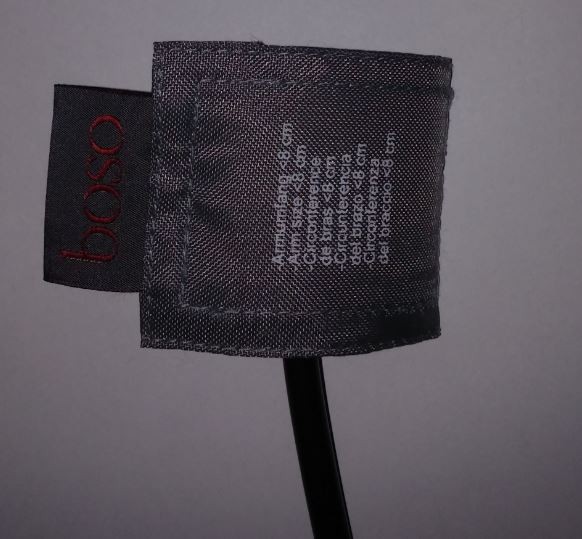 boso
Armumfang <8 cm
Arm size <8 cm
Circonférence
de bras <8 cm
Circunferencia
del brazo <8 cm
Circonferenza
del braccio <8 cm